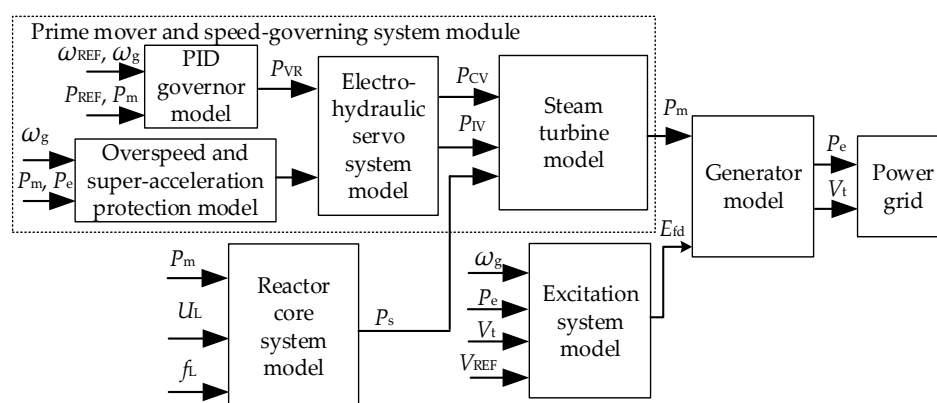 Prime mover and speed-governing system module
ωREF, ωg
PREF, Pm
PID
governor
model
PVR
ωg
Pm, Pe
Overspeed and
super-acceleration
protection model
Electro-
hydraulic
servo
system
model
PCV
PIV
Steam
turbine
model
Pm
Generator
model
Pe
Vt
Power
grid
Efd
Pm
UL
fL
Reactor
core
system
model
Ps
ωg
Pe
Vt
VREF
Excitation
system
model